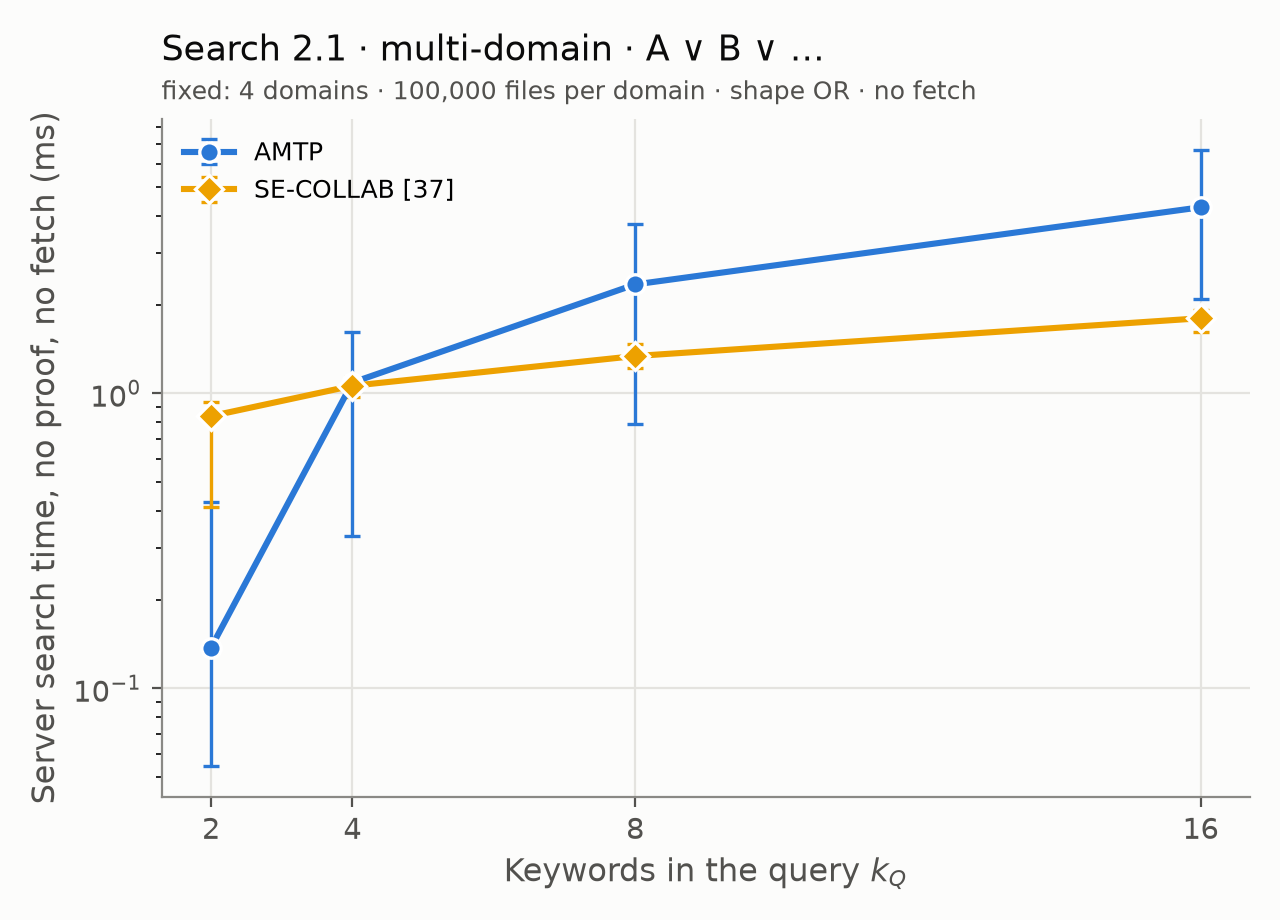 Search 2.1 · multi-domain · A ∨ B ∨ …
fixed: 4 domains · 100,000 files per domain · shape OR · no fetch
Server search time, no proof, no fetch (ms)
AMTP
SE-COLLAB [37]
10⁰
10⁻¹
2 4 8 16
Keywords in the query k_Q